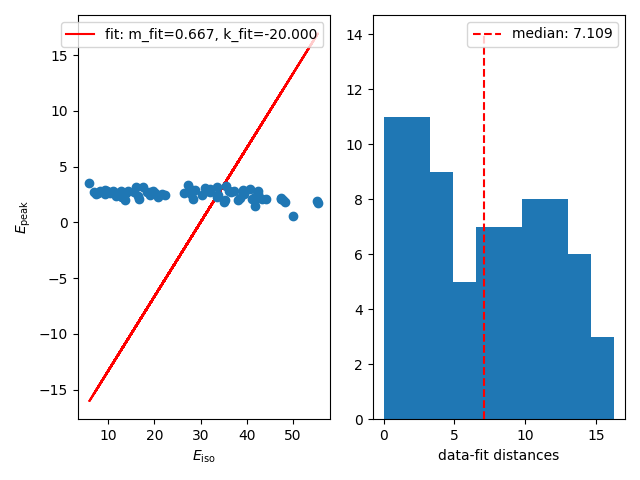 fit: m_fit=0.667, k_fit=-20.000
15
10
5
0
−5
−10
−15
E_peak
10 20 30 40 50
E_iso
median: 7.109
14
12
10
8
6
4
2
0
0 5 10 15
data-fit distances